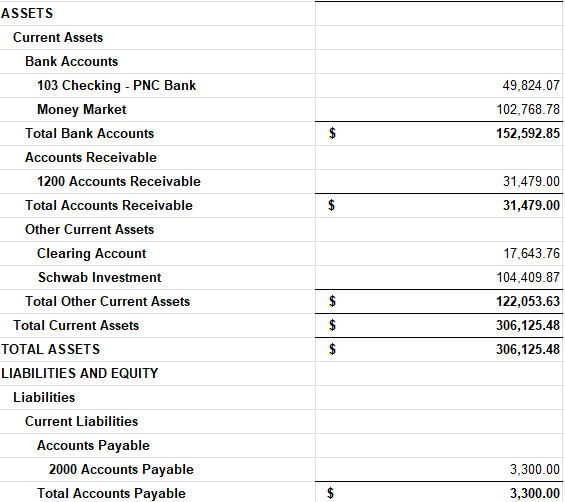 ASSETS
Current Assets
Bank Accounts
103 Checking - PNC Bank 49,824.07
Money Market 102,768.78
Total Bank Accounts $ 152,592.85
Accounts Receivable
1200 Accounts Receivable 31,479.00
Total Accounts Receivable $ 31,479.00
Other Current Assets
Clearing Account 17,643.76
Schwab Investment 104,409.87
Total Other Current Assets $ 122,053.63
Total Current Assets $ 306,125.48
TOTAL ASSETS $ 306,125.48
LIABILITIES AND EQUITY
Liabilities
Current Liabilities
Accounts Payable
2000 Accounts Payable 3,300.00
Total Accounts Payable $ 3,300.00